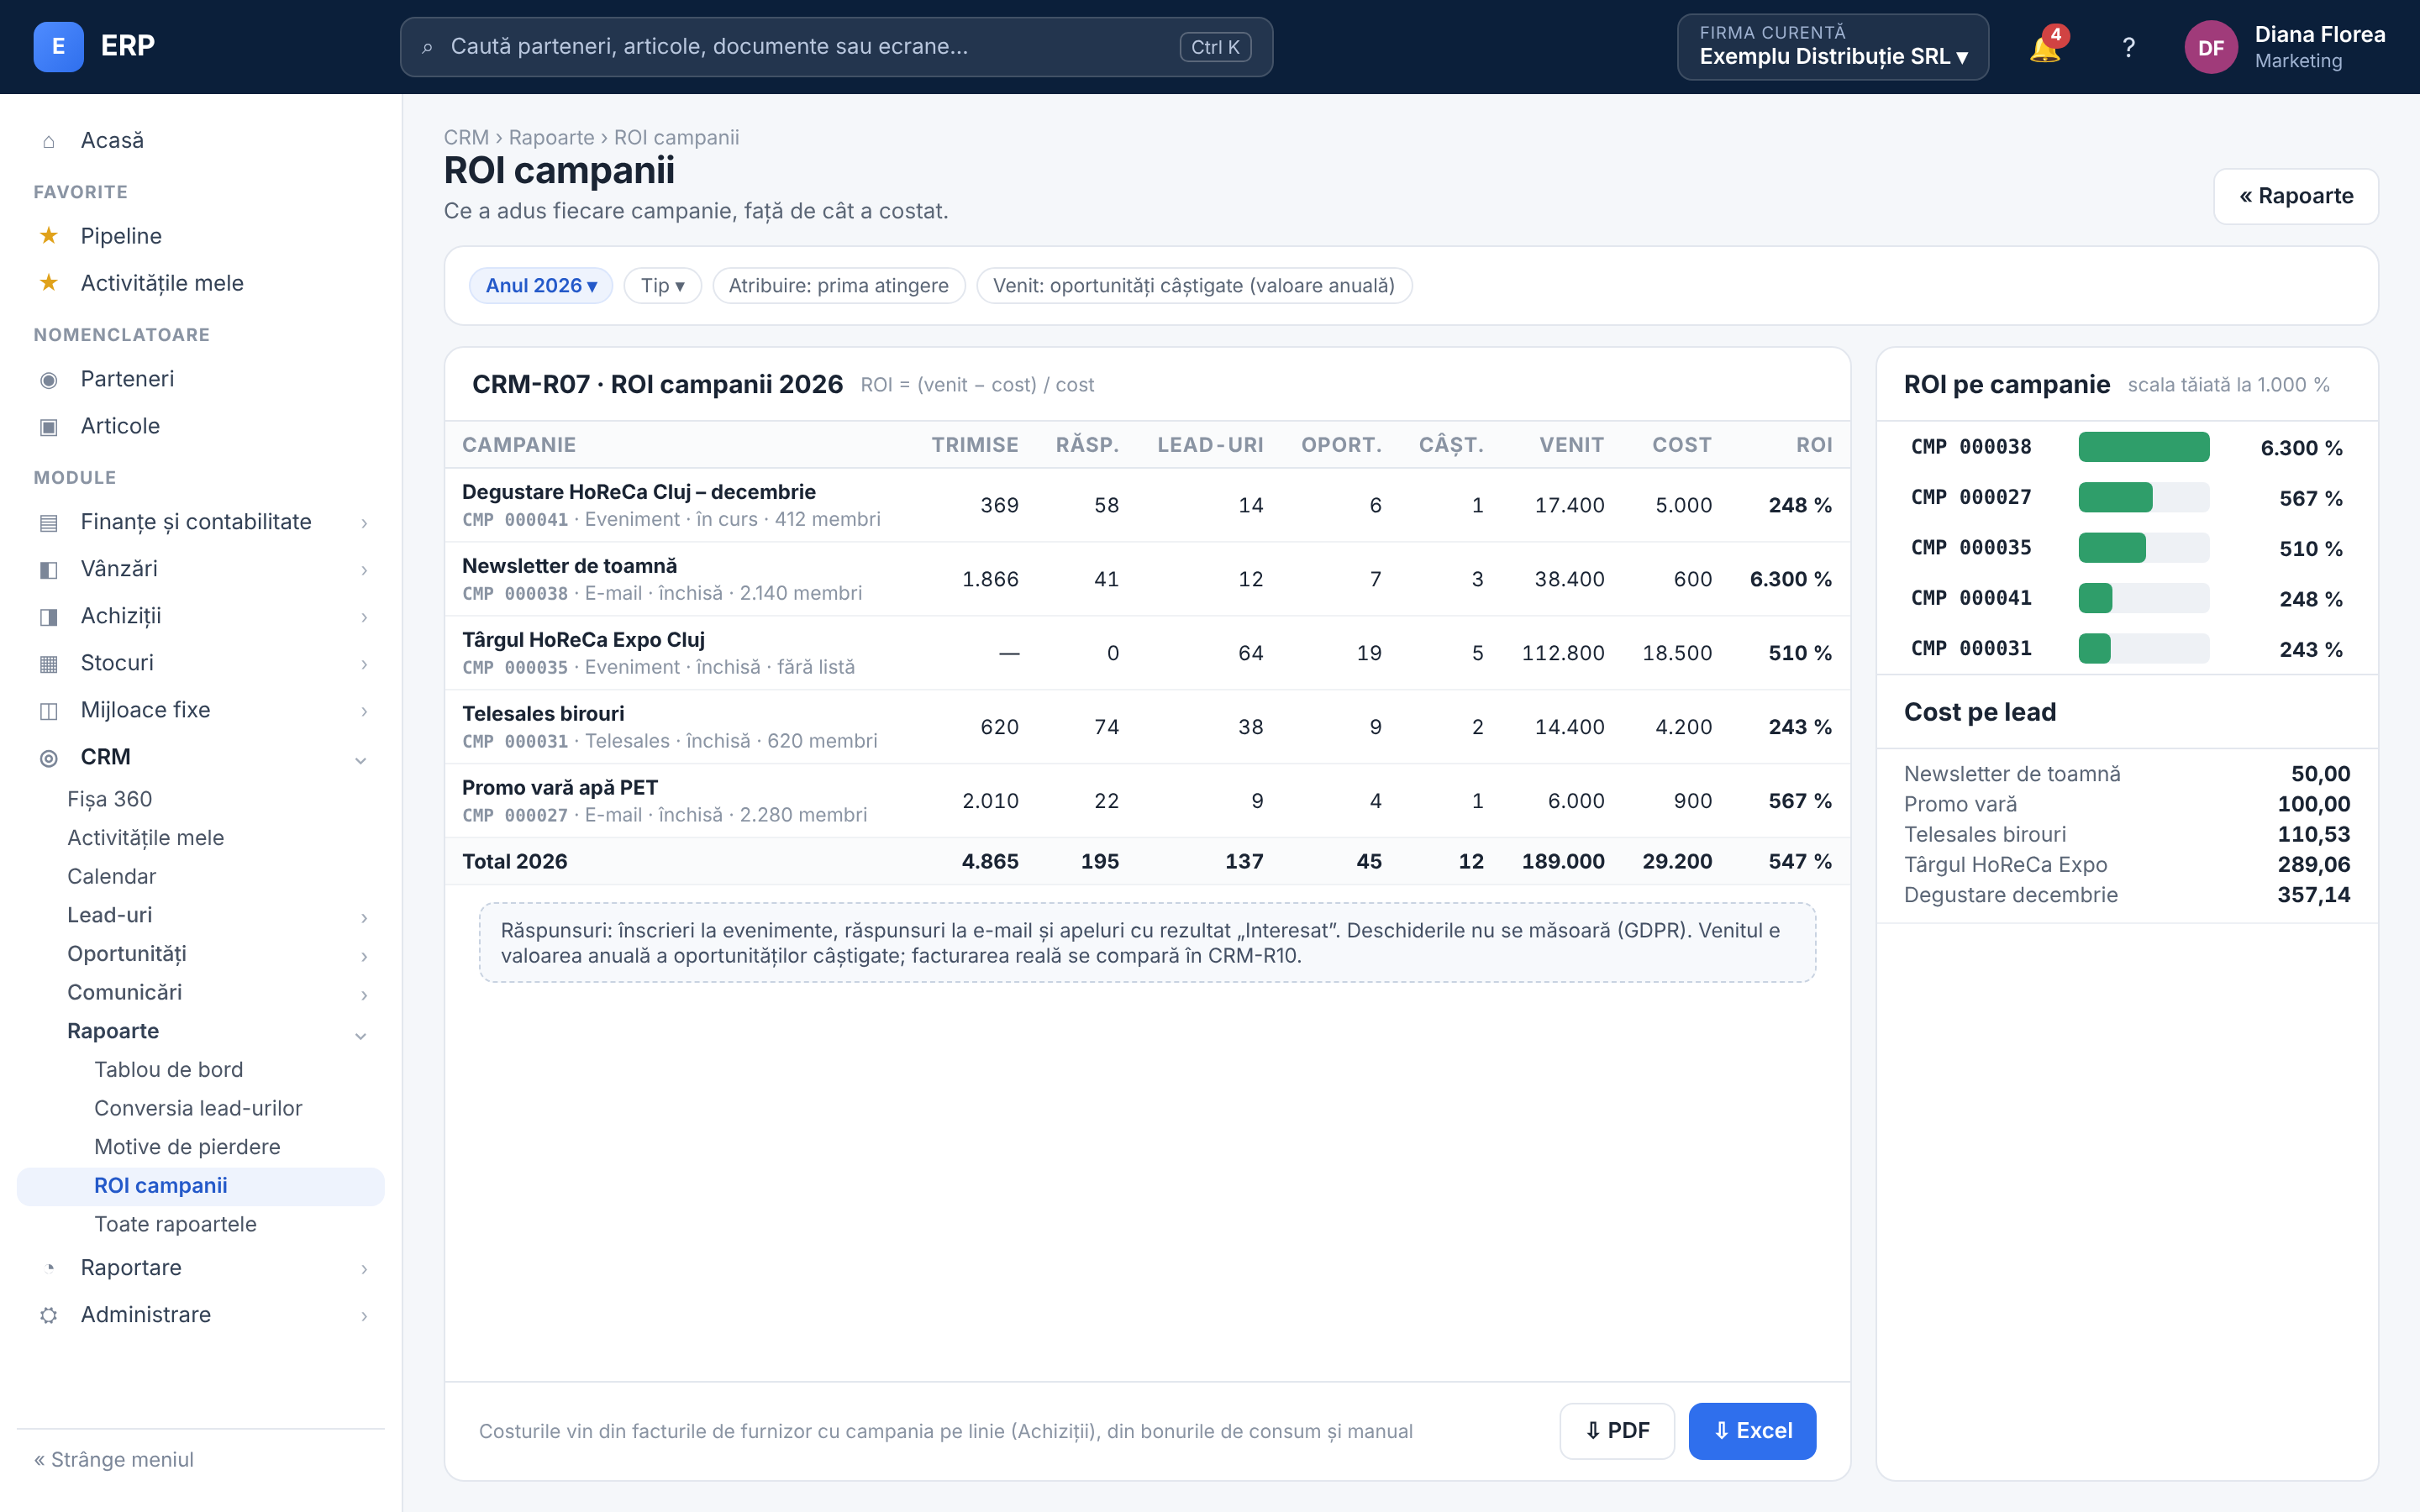 E ERP
Caută parteneri, articole, documente sau ecrane... Ctrl K
FIRMA CURENTĂ
Exemplu Distribuție SRL ▾
4
?
DF
Diana Florea
Marketing
Acasă
FAVORITE
★ Pipeline
★ Activitățile mele
NOMENCLATOARE
Parteneri
Articole
MODULE
Finanțe și contabilitate ›
Vânzări ›
Achiziții ›
Stocuri ›
Mijloace fixe ›
CRM
Fișa 360
Activitățile mele
Calendar
Lead-uri ›
Oportunități ›
Comunicări ›
Rapoarte
Tablou de bord
Conversia lead-urilor
Motive de pierdere
ROI campanii
Toate rapoartele
Raportare ›
Administrare ›
« Strânge meniul
CRM › Rapoarte › ROI campanii
ROI campanii
Ce a adus fiecare campanie, față de cât a costat.
« Rapoarte
Anul 2026 ▾ Tip ▾ Atribuire: prima atingere Venit: oportunități câștigate (valoare anuală)
CRM-R07 · ROI campanii 2026 ROI = (venit − cost) / cost
CAMPANIE TRIMISE RĂSP. LEAD-URI OPORT. CÂȘT. VENIT COST ROI
Degustare HoReCa Cluj – decembrie
CMP 000041 · Eveniment · în curs · 412 membri
369 58 14 6 1 17.400 5.000 248 %
Newsletter de toamnă
CMP 000038 · E-mail · închisă · 2.140 membri
1.866 41 12 7 3 38.400 600 6.300 %
Târgul HoReCa Expo Cluj
CMP 000035 · Eveniment · închisă · fără listă
— 0 64 19 5 112.800 18.500 510 %
Telesales birouri
CMP 000031 · Telesales · închisă · 620 membri
620 74 38 9 2 14.400 4.200 243 %
Promo vară apă PET
CMP 000027 · E-mail · închisă · 2.280 membri
2.010 22 9 4 1 6.000 900 567 %
Total 2026 4.865 195 137 45 12 189.000 29.200 547 %
Răspunsuri: înscrieri la evenimente, răspunsuri la e-mail și apeluri cu rezultat „Interesat”. Deschiderile nu se măsoară (GDPR). Venitul e
valoarea anuală a oportunităților câștigate; facturarea reală se compară în CRM-R10.
Costurile vin din facturile de furnizor cu campania pe linie (Achiziții), din bonurile de consum și manual
⇩ PDF
⇩ Excel
ROI pe campanie scala tăiată la 1.000 %
CMP 000038 6.300 %
CMP 000027 567 %
CMP 000035 510 %
CMP 000041 248 %
CMP 000031 243 %
Cost pe lead
Newsletter de toamnă 50,00
Promo vară 100,00
Telesales birouri 110,53
Târgul HoReCa Expo 289,06
Degustare decembrie 357,14